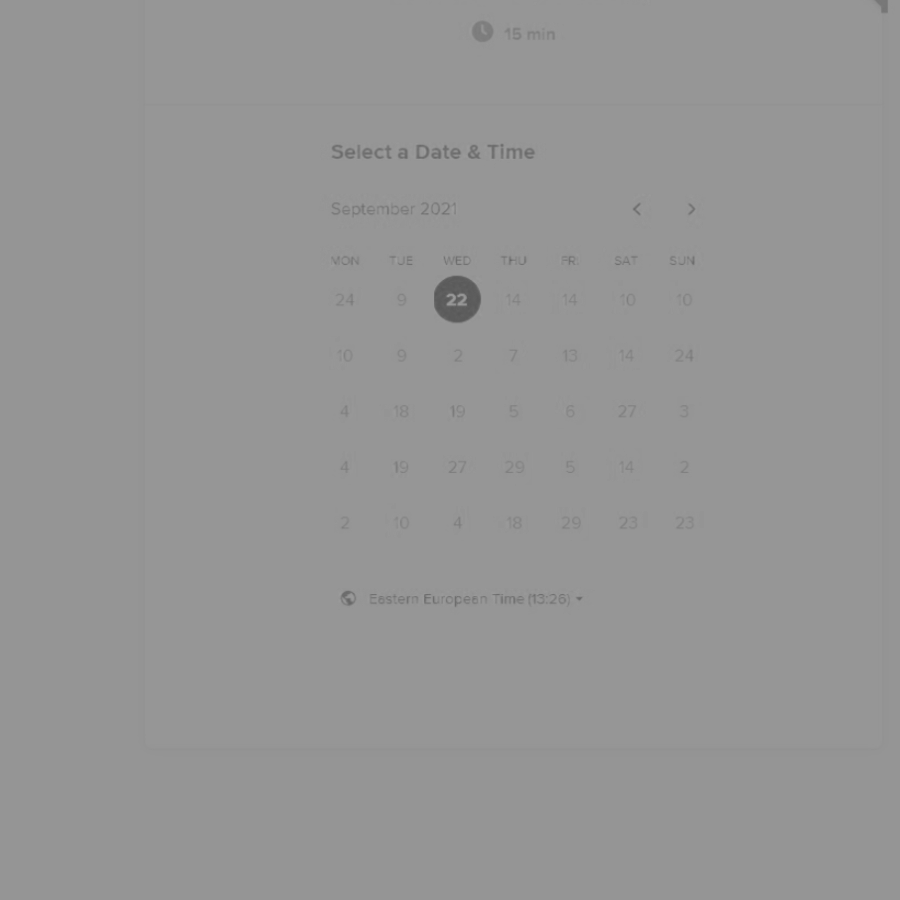 15 min
Select a Date & Time
September 2021
MON TUE WED THU FRI SAT SUN
24 9 22 14 14 10 10
10 9 2 7 13 14 24
4 18 19 5 6 27 3
4 19 27 29 5 14 2
2 10 4 18 29 23 23
Eastern European Time (13:26)